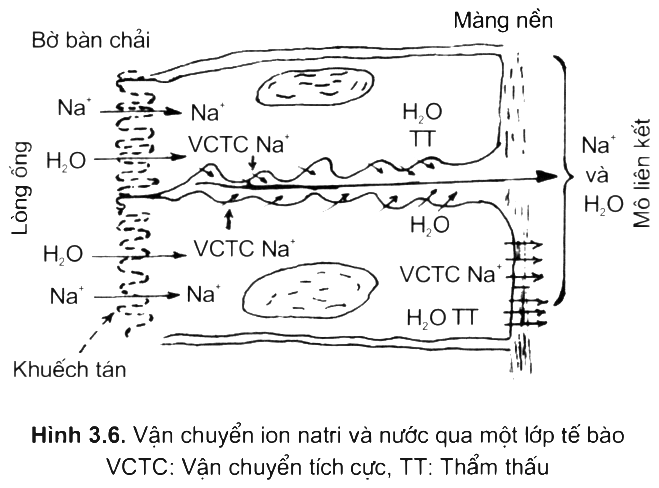 Màng nền
Bờ bàn chải
Na⁺ Na⁺
H₂O
TT
VCTC Na⁺
H₂O
Lòng ống
Na⁺
và
H₂O
Mô liên kết
H₂O
H₂O
VCTC Na⁺
VCTC Na⁺
Na⁺ Na⁺
H₂O TT
Khuếch tán
Hình 3.6. Vận chuyển ion natri và nước qua một lớp tế bào
VCTC: Vận chuyển tích cực, TT: Thẩm thấu